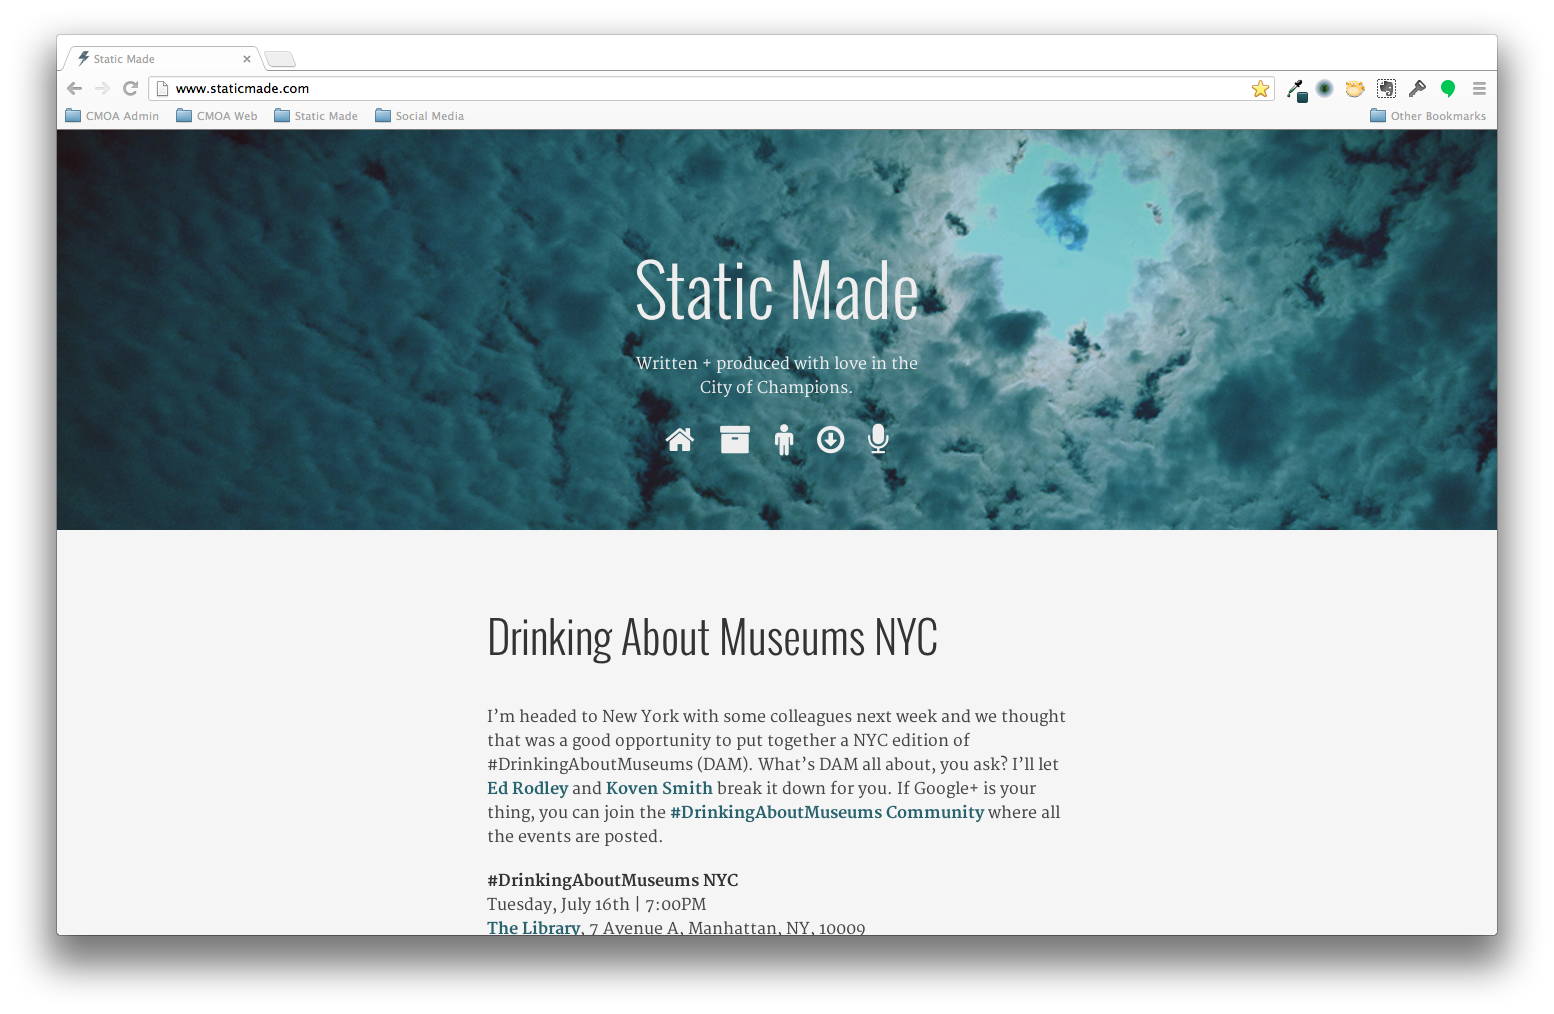 Static Made
www.staticmade.com
CMOA Admin
CMOA Web
Static Made
Social Media
Other Bookmarks
Static Made
Written + produced with love in the
City of Champions.
Drinking About Museums NYC
I’m headed to New York with some colleagues next week and we thought
that was a good opportunity to put together a NYC edition of
#DrinkingAboutMuseums (DAM). What’s DAM all about, you ask? I’ll let
Ed Rodley and Koven Smith break it down for you. If Google+ is your
thing, you can join the #DrinkingAboutMuseums Community where all
the events are posted.
#DrinkingAboutMuseums NYC
Tuesday, July 16th | 7:00PM
The Library, 7 Avenue A, Manhattan, NY, 10009